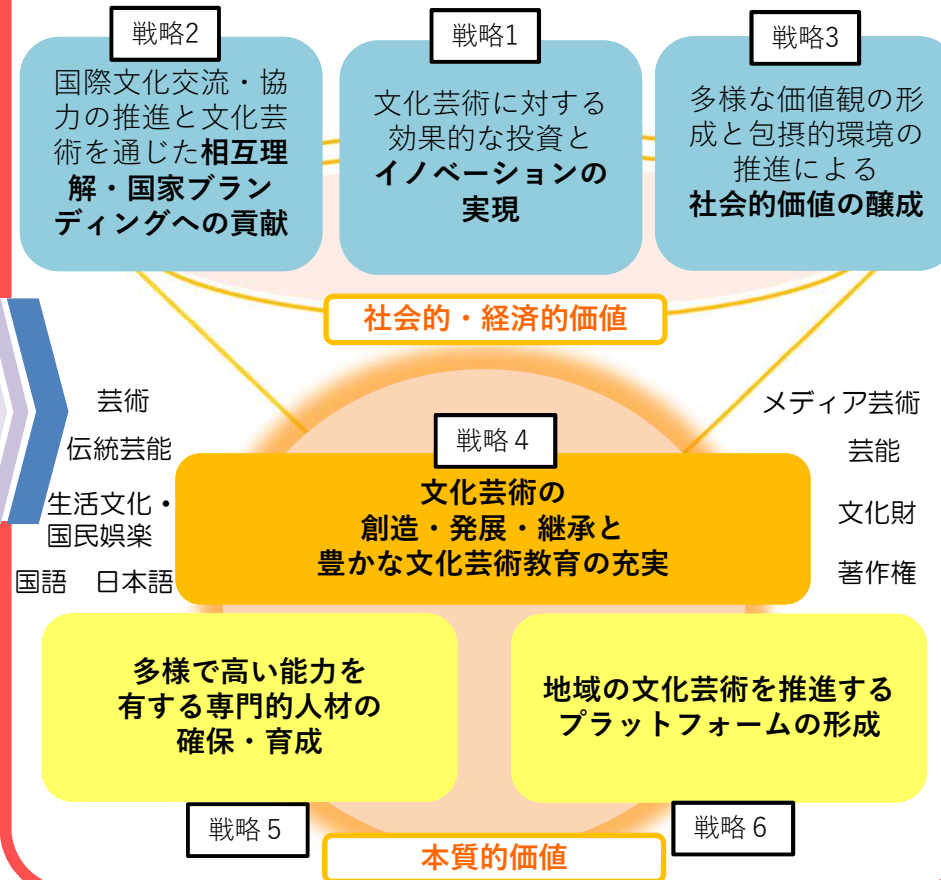 戦略2
国際文化交流・協
力の推進と文化芸
術を通じた相互理
解・国家ブラン
ディングへの貢献
戦略1
文化芸術に対する
効果的な投資と
イノベーションの
実現
戦略3
多様な価値観の形
成と包摂的環境の
推進による
社会的価値の醸成
社会的・経済的価値
芸術
伝統芸能
生活文化・
国民娯楽
国語 日本語
メディア芸術
芸能
文化財
著作権
戦略４
文化芸術の
創造・発展・継承と
豊かな文化芸術教育の充実
多様で高い能力を
有する専門的人材の
確保・育成
戦略５
地域の文化芸術を推進する
プラットフォームの形成
戦略６
本質的価値